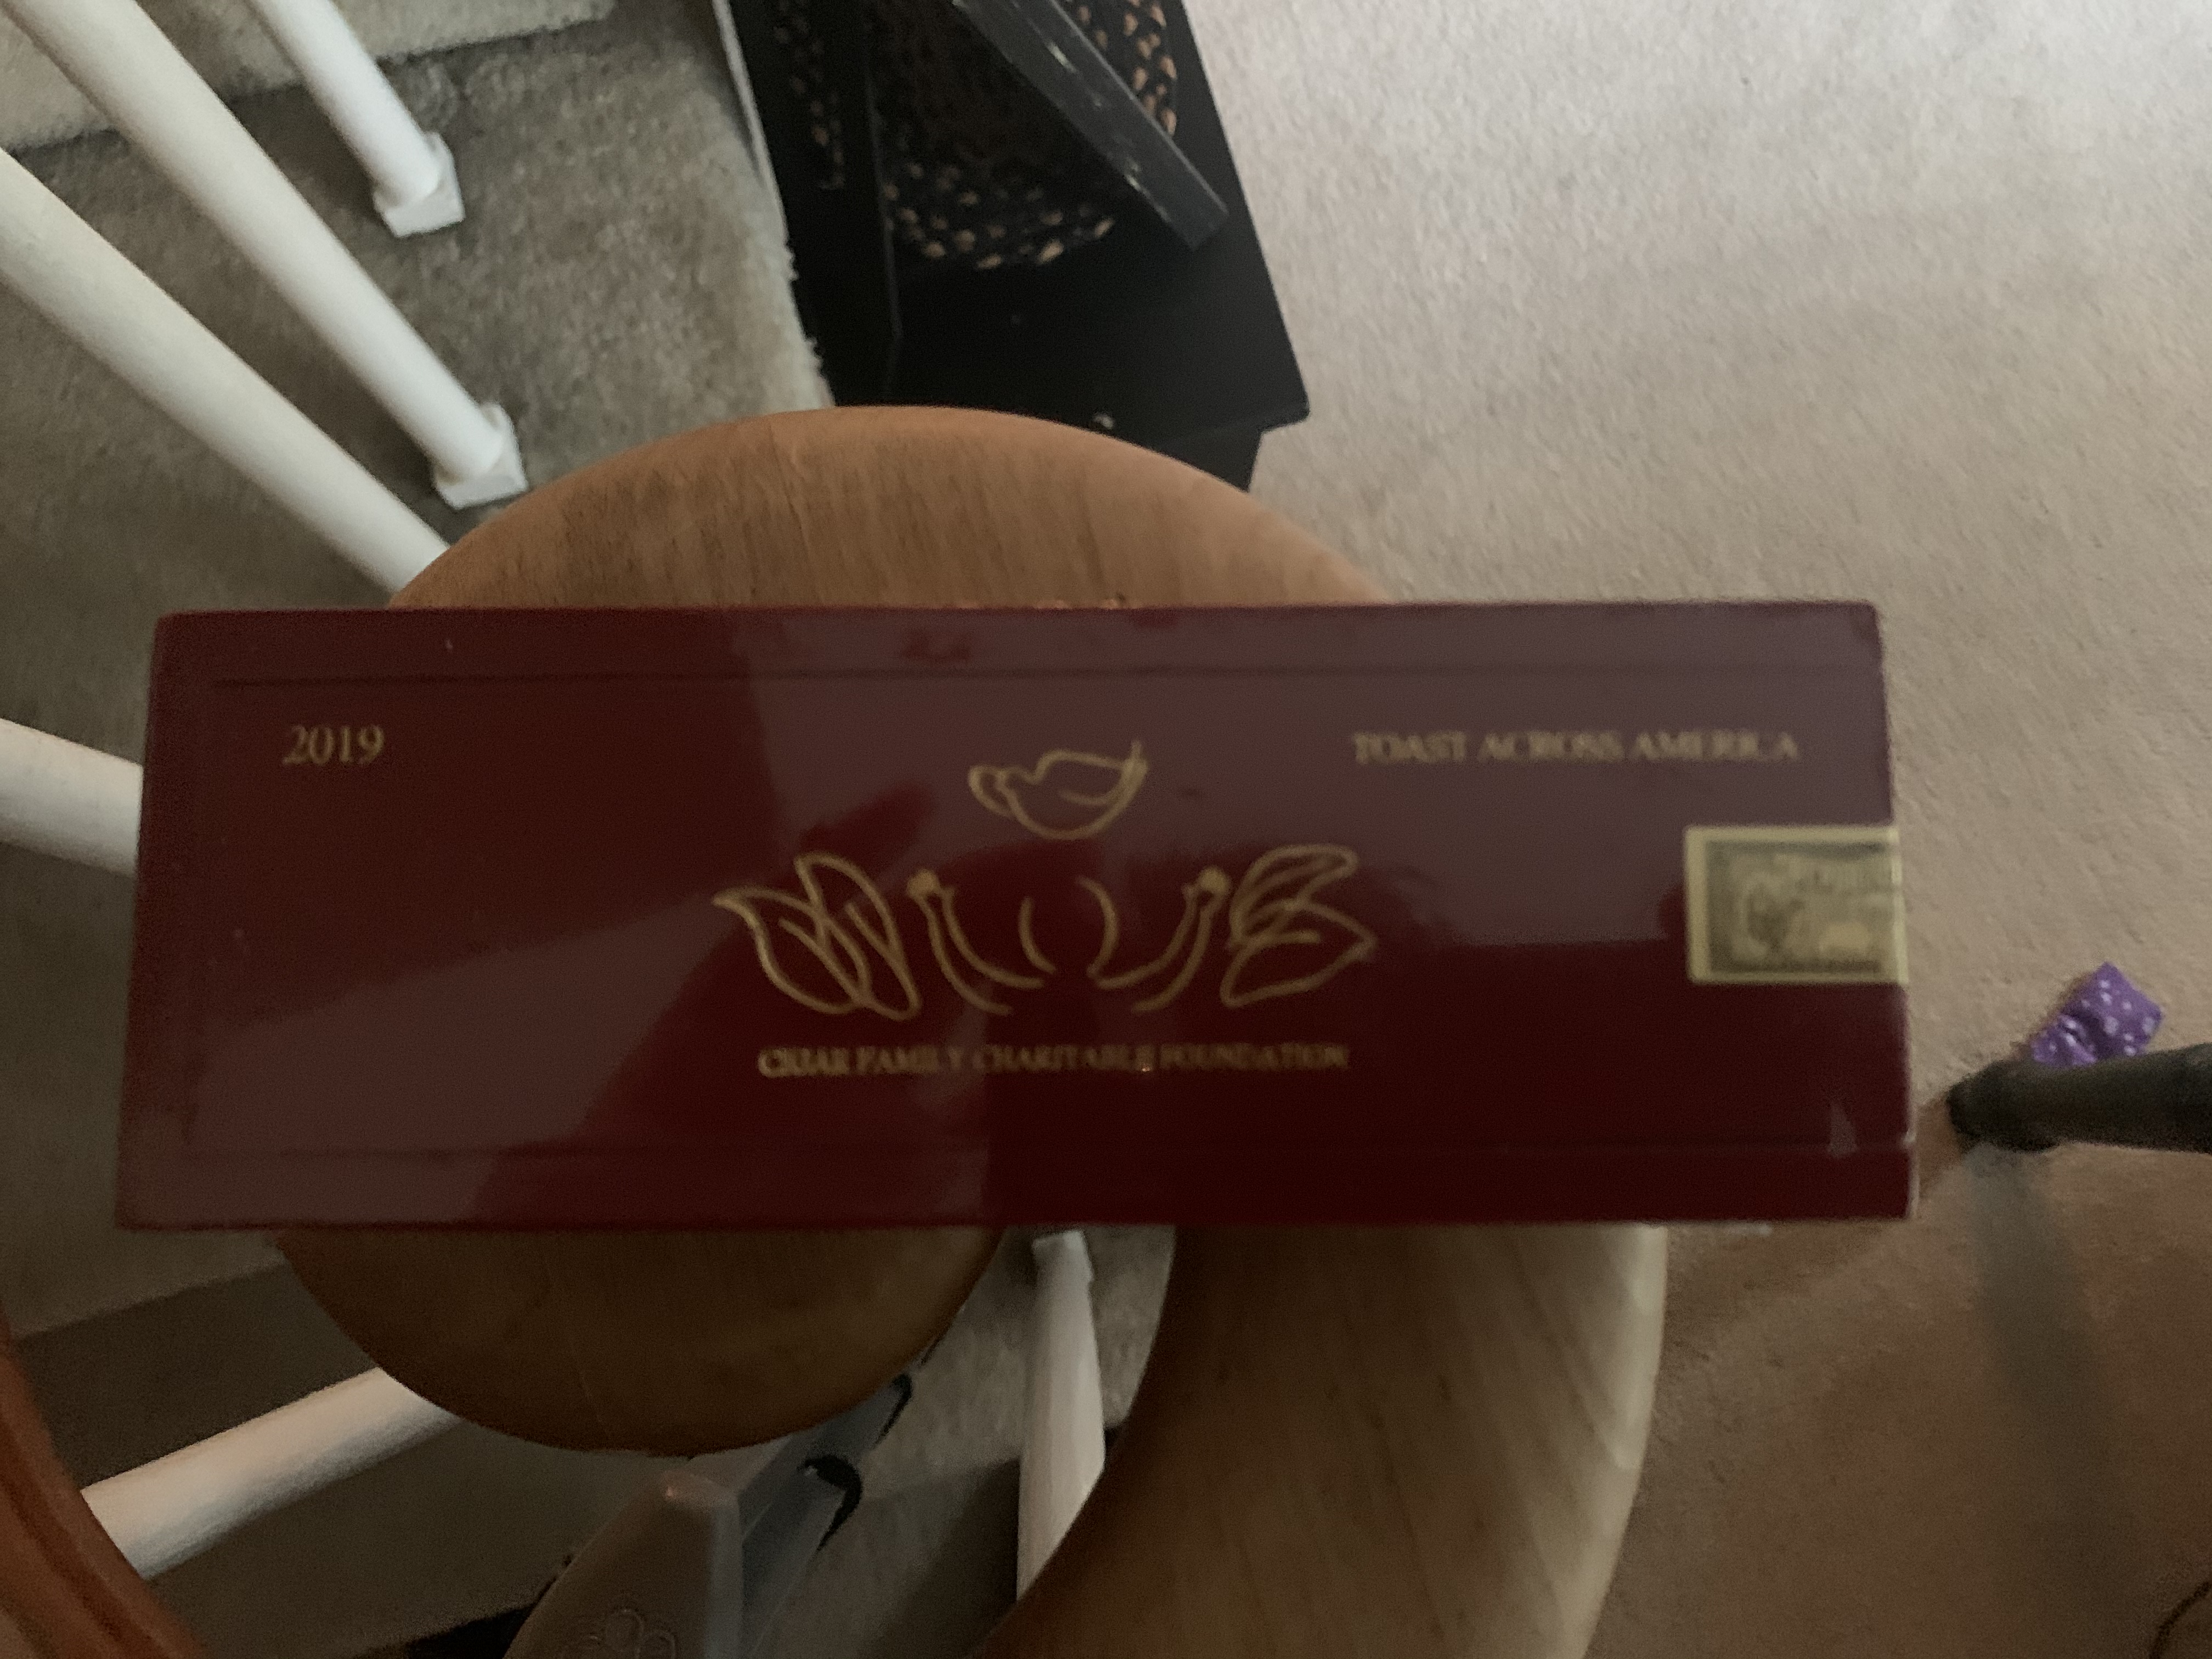 2019
TOAST ACROSS AMERICA
CIGAR FAMILY CHARITABLE FOUNDATION